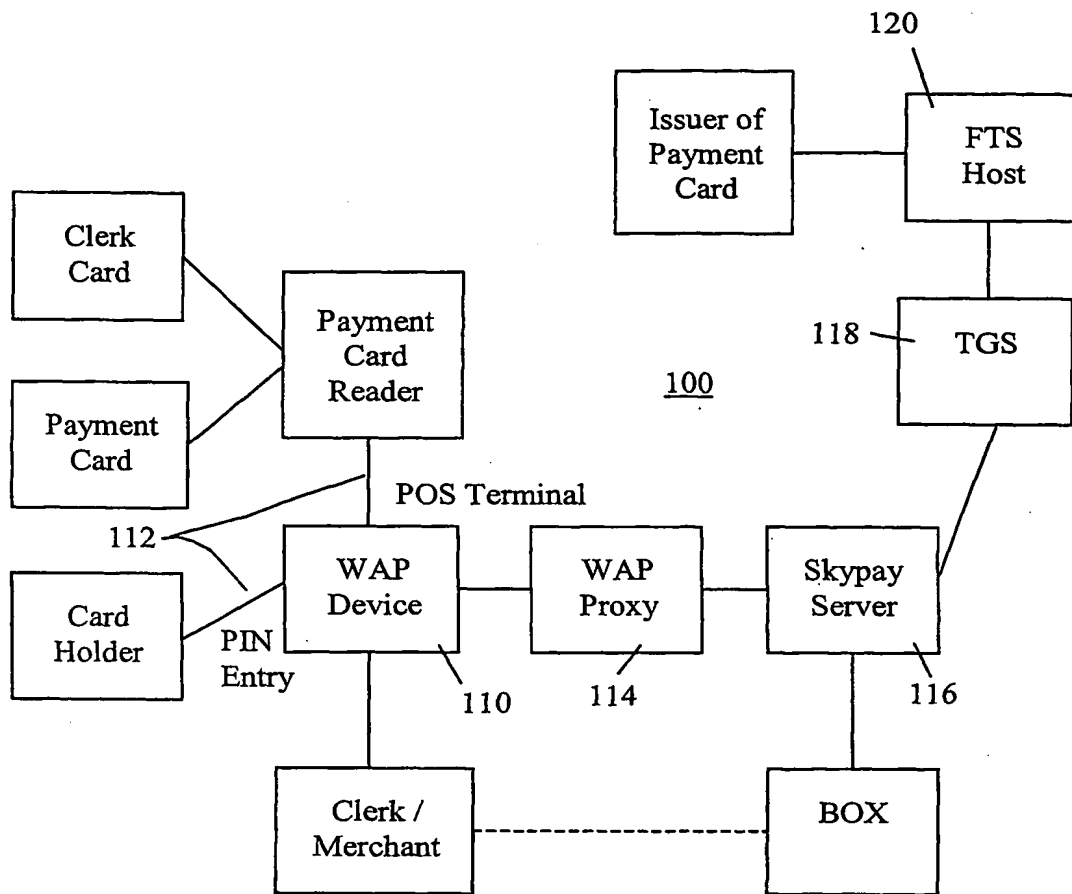 120
Issuer of
Payment
Card
FTS
Host
Clerk
Card
Payment
Card
Reader
118
TGS
100
Payment
Card
POS Terminal
112
WAP
Device
WAP
Proxy
Skypay
Server
Card
Holder
PIN
Entry
110
114
116
Clerk /
Merchant
BOX